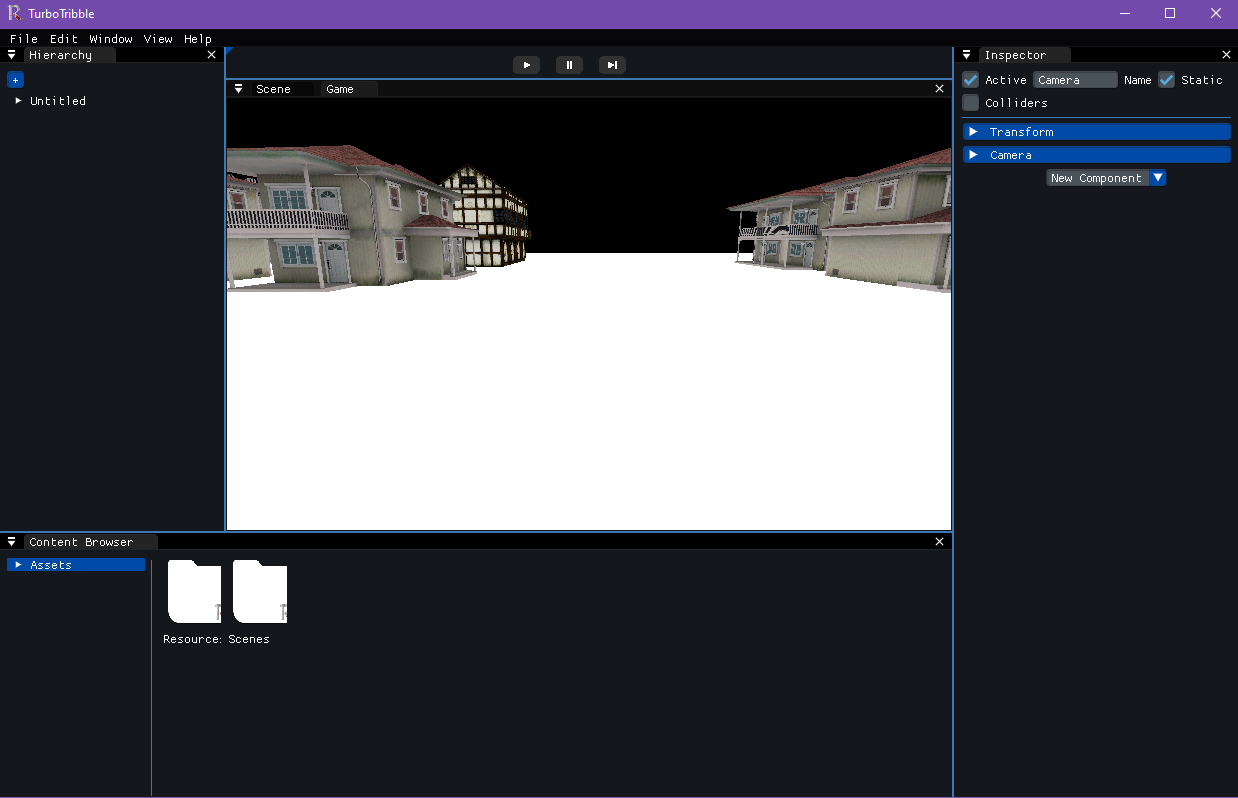 TurboTribble
File Edit Window View Help
Hierarchy
Untitled
Scene Game
Inspector
Active Camera Name Static
Colliders
Transform
Camera
New Component
Content Browser
Assets
Resource: Scenes